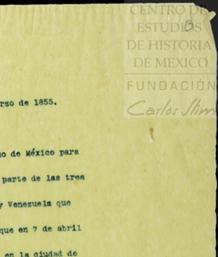 CENTRO DE
ESTUDIOS
DE HISTORIA
DE MÉXICO
FUNDACIÓN
Carlos Slim
rzo de 1855.
o de México para
parte de las tres
y Venezuela que
que en 7 de abril
en la ciudad de